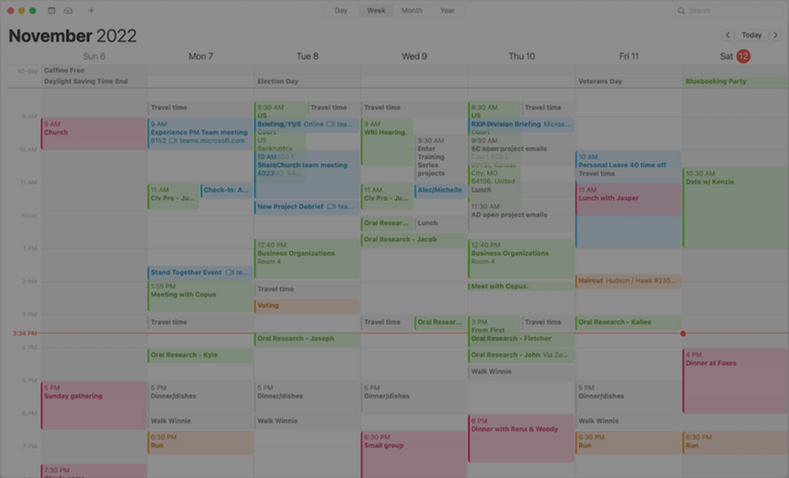 Day
Week
Month
Year
Search
November 2022
Today
Sun 6
Mon 7
Tue 8
Wed 9
Thu 10
Fri 11
Sat 12
all-day
Caffine Free
Daylight Saving Time End
Election Day
Veterans Day
Bluebooking Party
9 AM
10 AM
11 AM
Noon
1 PM
2 PM
3 PM
3:34 PM
4 PM
5 PM
6 PM
7 PM
9 AM
Church
5 PM
Sunday gathering
7:30 PM
Travel time
9 AM
Experience PM Team meeting
9152 teams.microsoft.com
11 AM
Civ Pro - Ju...
Check-In: A...
Stand Together Event
1:55 PM
Meeting with Copus
Travel time
Oral Research - Kyle
5 PM
Dinner/dishes
Walk Winnie
6:30 PM
Run
8:30 AM
US
Bankruptcy
Court
Travel time
Briefing/11/8 Online
10 AM
ShareChurch team meeting
A023
New Project Debrief
12:40 PM
Business Organizations
Room 4
Travel time
Voting
Oral Research - Joseph
5 PM
Dinner/dishes
Walk Winnie
Travel time
9 AM
WRI Hearing.
9:30 AM
Enter
Training
Series
projects
11 AM
Civ Pro - Ju...
Alec/Michelle
Oral Resear...
Lunch
Oral Research - Jacob
Travel time
Oral Resear...
5 PM
Dinner/dishes
6:30 PM
Small group
8:30 AM
US
Court
Travel time
RXP Division Briefing Micros...
9:30 AM
SC open project emails
City, MO
64106, United
Lunch
11:30 AM
AD open project emails
12:40 PM
Business Organizations
Room 4
Meet with Copus.
3 PM
From First
Travel time
Oral Research - Fletcher
Oral Research - John Via Zo...
Walk Winnie
6 PM
Dinner with Rena & Woody
10 AM
Personal Leave 40 time off
Travel time
11 AM
Lunch with Jasper
Haircut Hudson / Hawk 8235...
Oral Research - Kailee
5 PM
Dinner/dishes
Walk Winnie
6:30 PM
Run
10:30 AM
Date w/ Kenzie
4 PM
Dinner at Foxes
6:30 PM
Run